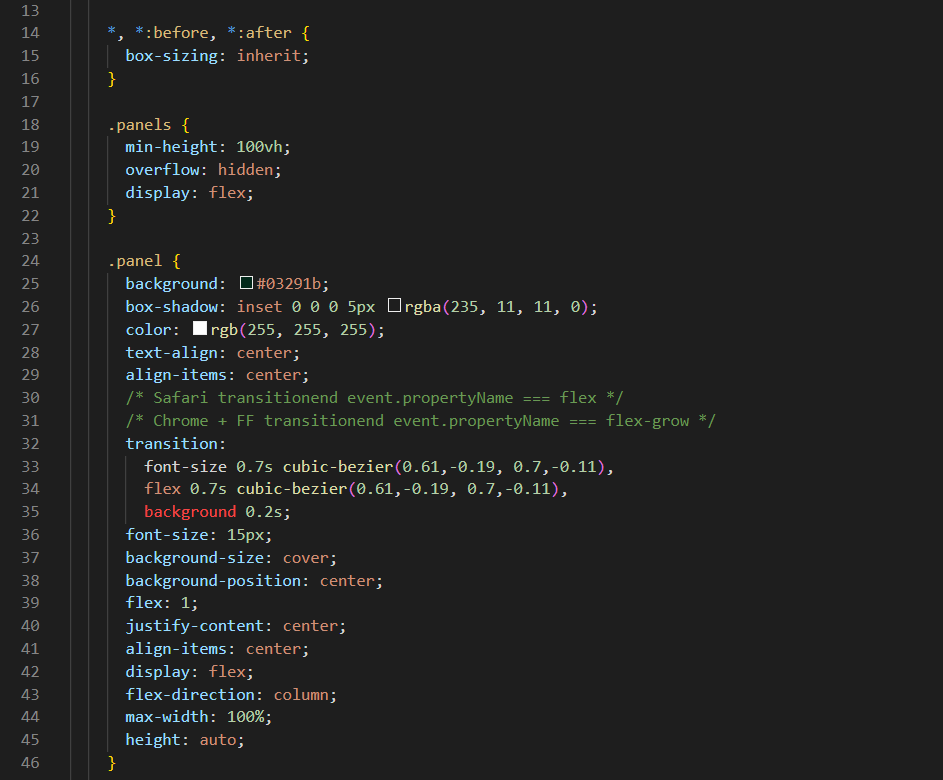 13
14 *, *:before, *:after {
15 box-sizing: inherit;
16 }
17
18 .panels {
19 min-height: 100vh;
20 overflow: hidden;
21 display: flex;
22 }
23
24 .panel {
25 background: #03291b;
26 box-shadow: inset 0 0 0 5px rgba(235, 11, 11, 0);
27 color: rgb(255, 255, 255);
28 text-align: center;
29 align-items: center;
30 /* Safari transitionend event.propertyName === flex */
31 /* Chrome + FF transitionend event.propertyName === flex-grow */
32 transition:
33 font-size 0.7s cubic-bezier(0.61,-0.19, 0.7,-0.11),
34 flex 0.7s cubic-bezier(0.61,-0.19, 0.7,-0.11),
35 background 0.2s;
36 font-size: 15px;
37 background-size: cover;
38 background-position: center;
39 flex: 1;
40 justify-content: center;
41 align-items: center;
42 display: flex;
43 flex-direction: column;
44 max-width: 100%;
45 height: auto;
46 }